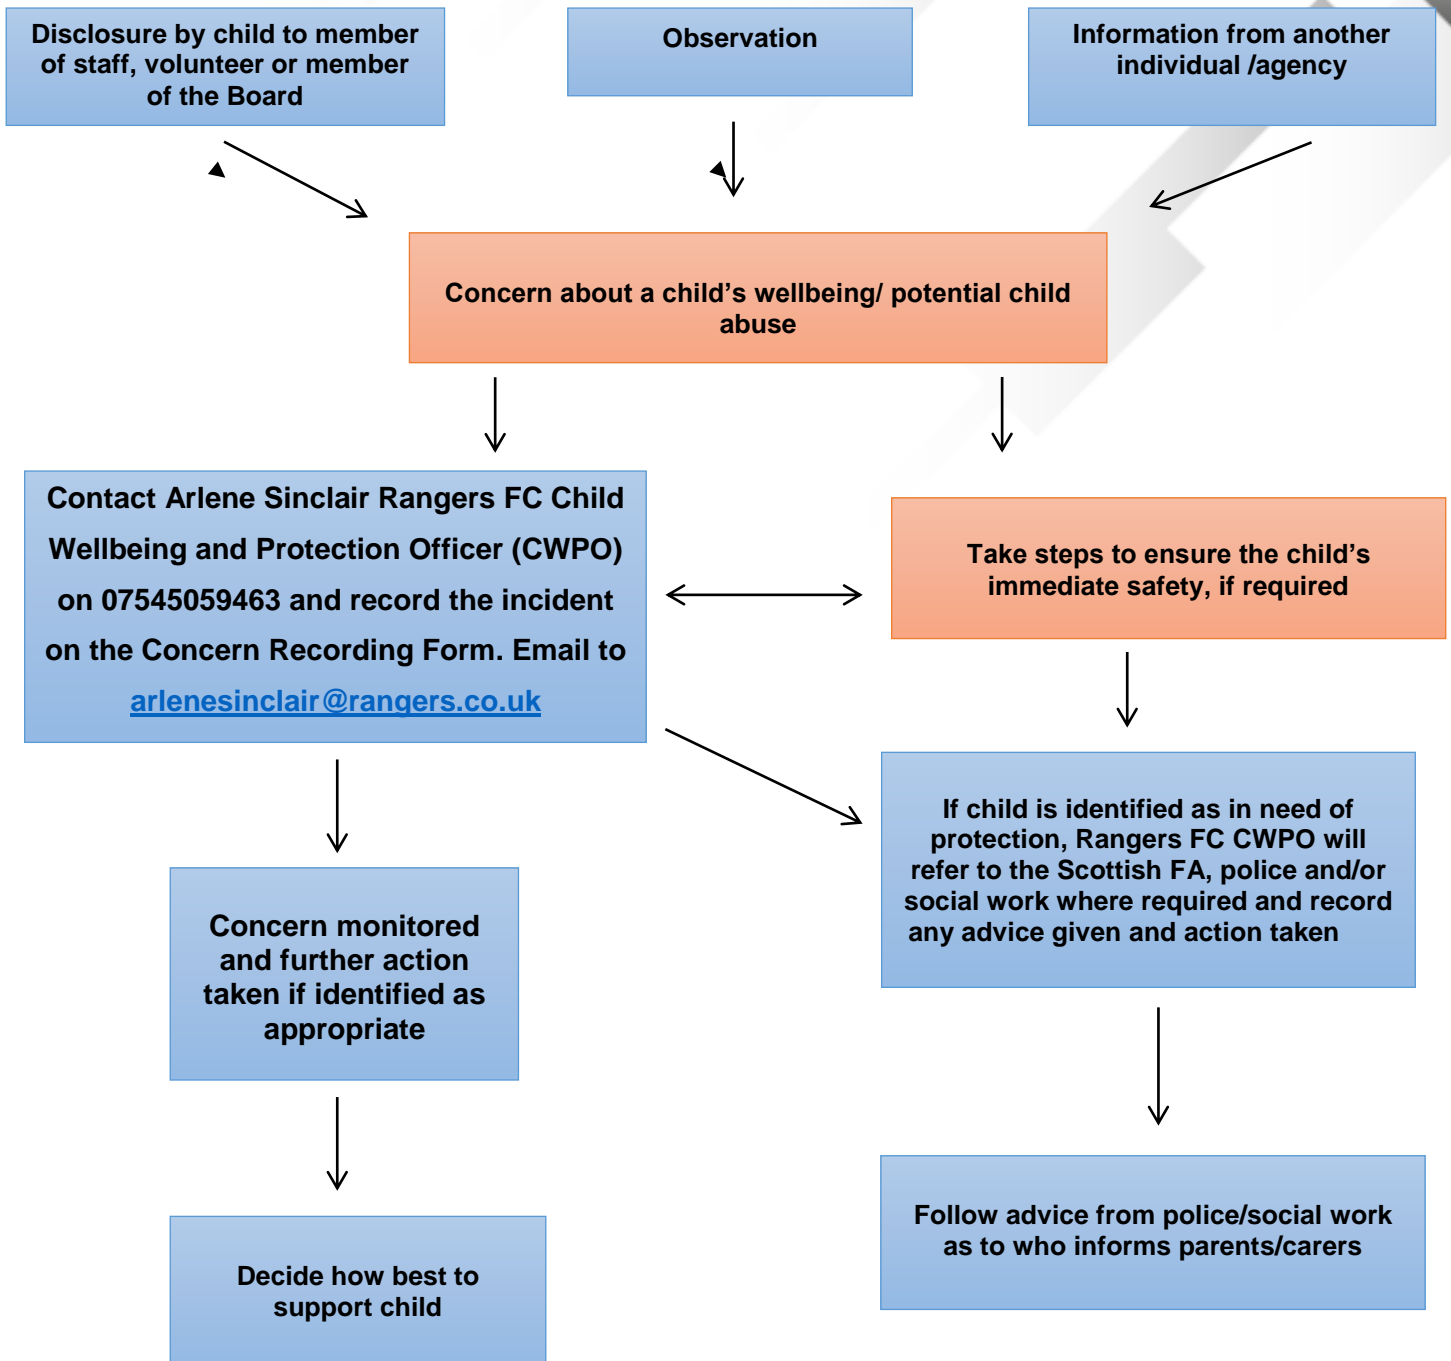 Disclosure by child to member
of staff, volunteer or member
of the Board
Observation
Information from another
individual /agency
Concern about a child’s wellbeing/ potential child
abuse
Contact Arlene Sinclair Rangers FC Child
Wellbeing and Protection Officer (CWPO)
on 07545059463 and record the incident
on the Concern Recording Form. Email to
arlenesinclair@rangers.co.uk
Take steps to ensure the child’s
immediate safety, if required
If child is identified as in need of
protection, Rangers FC CWPO will
refer to the Scottish FA, police and/or
social work where required and record
any advice given and action taken
Concern monitored
and further action
taken if identified as
appropriate
Follow advice from police/social work
as to who informs parents/carers
Decide how best to
support child